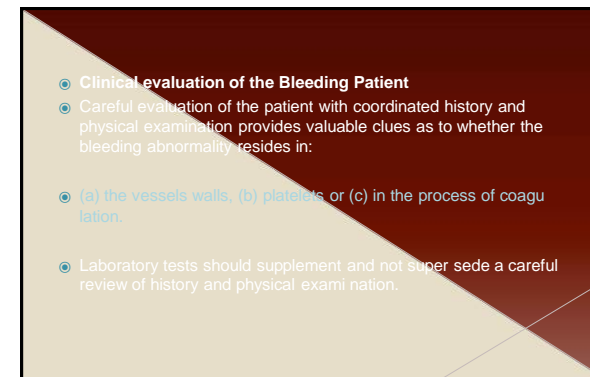 Clinical evaluation of the Bleeding Patient
Careful evaluation of the patient with coordinated history and
physical examination provides valuable clues as to whether the
bleeding abnormality resides in:
(a) the vessels walls, (b) platelets or (c) in the process of coagu
lation.
Laboratory tests should supplement and not super sede a careful
review of history and physical exami nation.